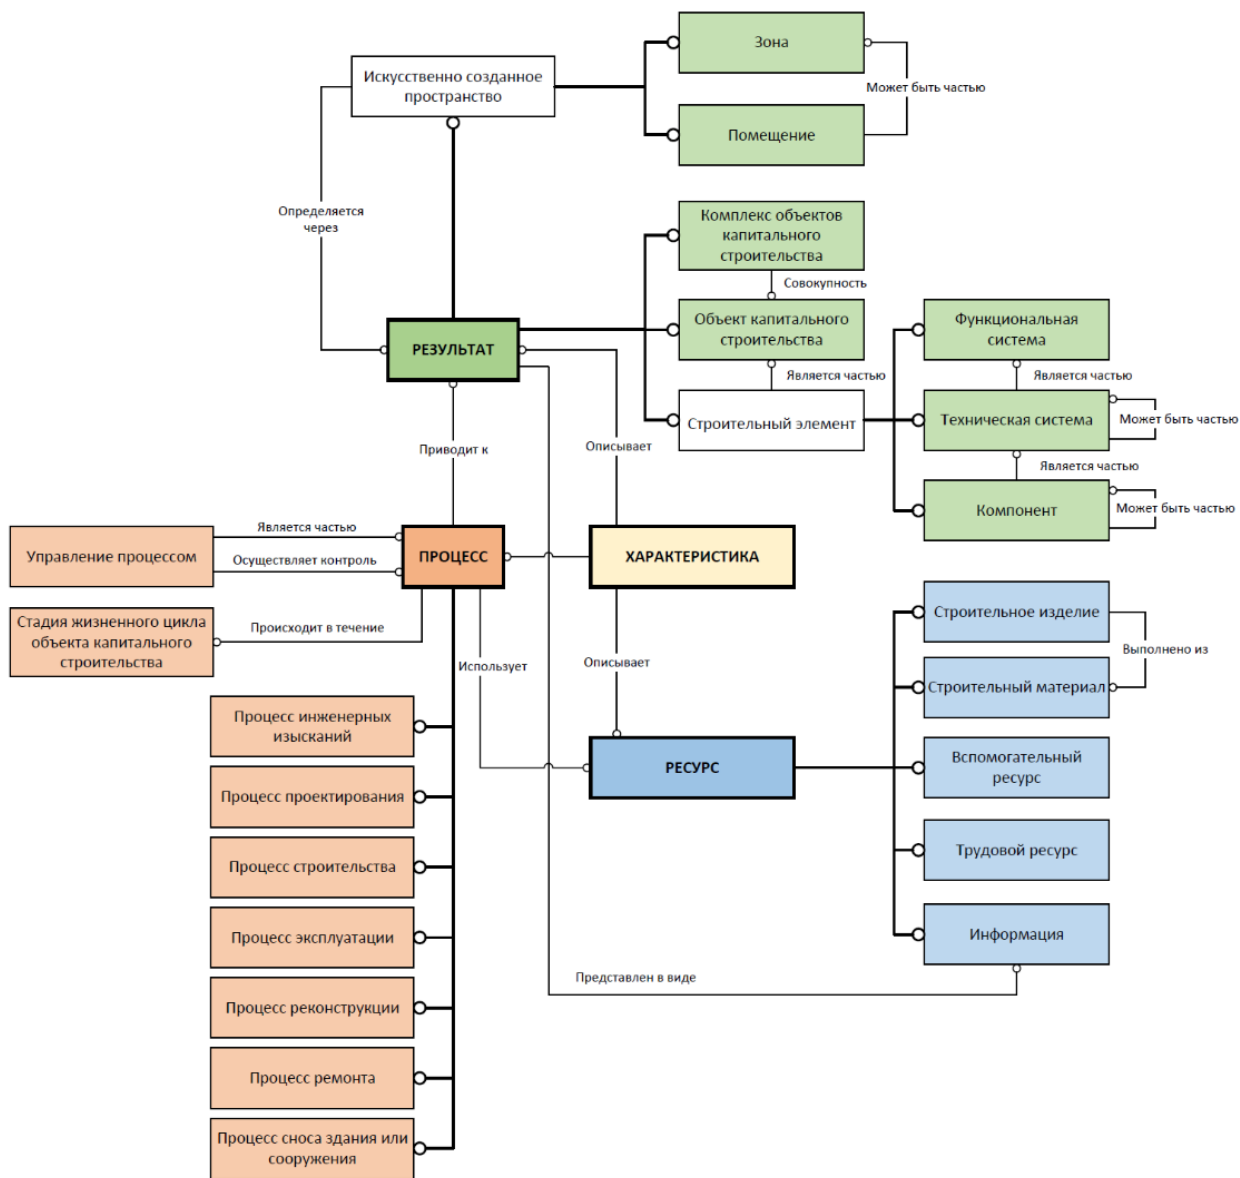 Зона
Искусственно созданное
пространство
Может быть частью
Помещение
Определяется
через
Комплекс объектов
капитального
строительства
Совокупность
Объект капитального
строительства
Функциональная
система
РЕЗУЛЬТАТ
Является частью
Является частью
Строительный элемент
Техническая система
Может быть частью
Приводит к
Описывает
Является частью
Компонент
Может быть частью
Является частью
Управление процессом
ПРОЦЕСС
ХАРАКТЕРИСТИКА
Осуществляет контроль
Стадия жизненного цикла
объекта капитального
строительства
Происходит в течение
Строительное изделие
Использует
Описывает
Выполнено из
Строительный материал
Процесс инженерных
изысканий
РЕСУРС
Вспомогательный
ресурс
Процесс проектирования
Трудовой ресурс
Процесс строительства
Процесс эксплуатации
Информация
Представлен в виде
Процесс реконструкции
Процесс ремонта
Процесс сноса здания или
сооружения